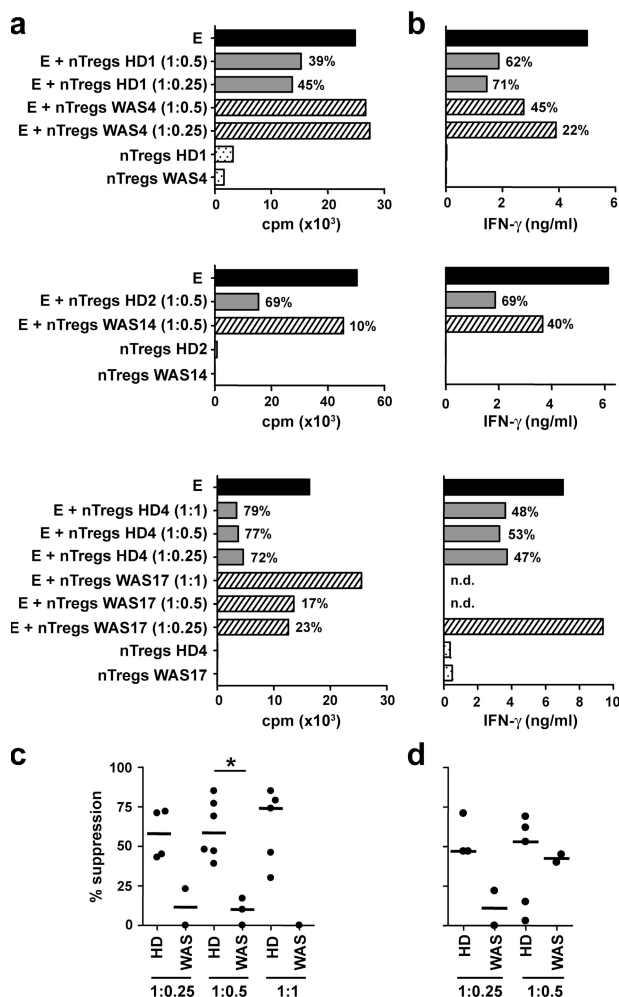 a
b
E
E + nTregs HD1 (1:0.5)
39%
62%
E + nTregs HD1 (1:0.25)
45%
71%
E + nTregs WAS4 (1:0.5)
45%
E + nTregs WAS4 (1:0.25)
22%
nTregs HD1
nTregs WAS4
0 10 20 30
0 2 4 6
cpm (x10³)
IFN-γ (ng/ml)
E
E + nTregs HD2 (1:0.5)
69%
69%
E + nTregs WAS14 (1:0.5)
10%
40%
nTregs HD2
nTregs WAS14
0 20 40 60
0 2 4 6
cpm (x10³)
IFN-γ (ng/ml)
E
E + nTregs HD4 (1:1)
79%
48%
E + nTregs HD4 (1:0.5)
77%
53%
E + nTregs HD4 (1:0.25)
72%
47%
E + nTregs WAS17 (1:1)
n.d.
E + nTregs WAS17 (1:0.5)
17%
n.d.
E + nTregs WAS17 (1:0.25)
23%
nTregs HD4
nTregs WAS17
0 10 20 30
0 2 4 6 8 10
cpm (x10³)
IFN-γ (ng/ml)
c
d
% suppression
100
75
50
25
0
*
HD WAS HD WAS HD WAS
1:0.25 1:0.5 1:1
HD WAS HD WAS
1:0.25 1:0.5